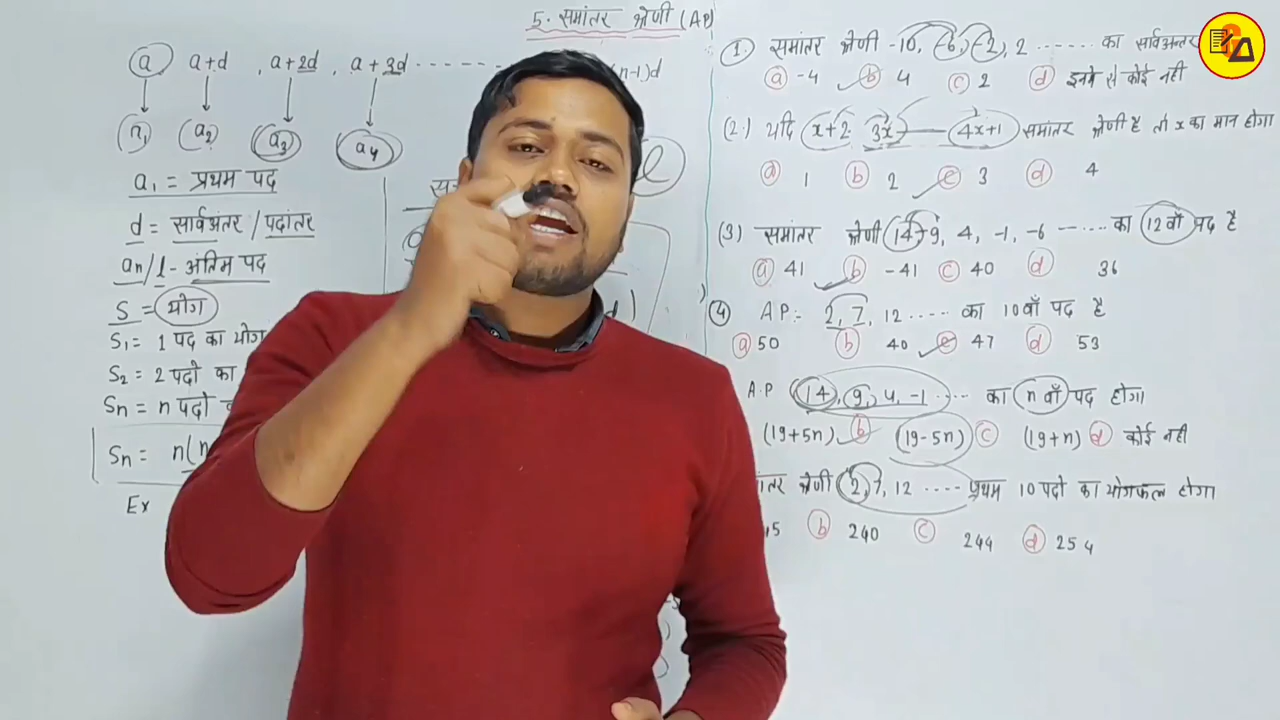 5. समांतर श्रेणी (AP)
a a+d , a+2d , a+3d ------ (n-1)d
a2 a3 a4
a1 = प्रथम पद
d = सार्वअंतर / पदांतर
an/l - अंतिम पद
S = योग
S1 = 1 पद का योग
S2 = 2 पदो का
Sn = n पदो
Sn = n(n
Ex
l
d)
1. समांतर श्रेणी -10, -6, -2, 2 ...... का सार्वअंतर
a -4 b 4 c 2 d इनमे से कोई नही
(2.) यदि x+2 3x 4x+1 समांतर श्रेणी है तो x का मान होगा
a 1 b 2 c 3 d 4
(3) समांतर श्रेणी 14, 9, 4, -1, -6 ------ का 12वाँ पद है
a 41 b -41 c 40 d 36
4 AP:- 2, 7, 12 ..... का 10वाँ पद है
a 50 b 40 c 47 d 53
A.P 14, 9, 4, -1 .... का n वाँ पद होगा
(19+5n) b (19-5n) c (19+n) d कोई नही
श्रेणी 2, 7, 12 ---- प्रथम 10 पदो का योगफल होगा
b 240 c 244 d 254